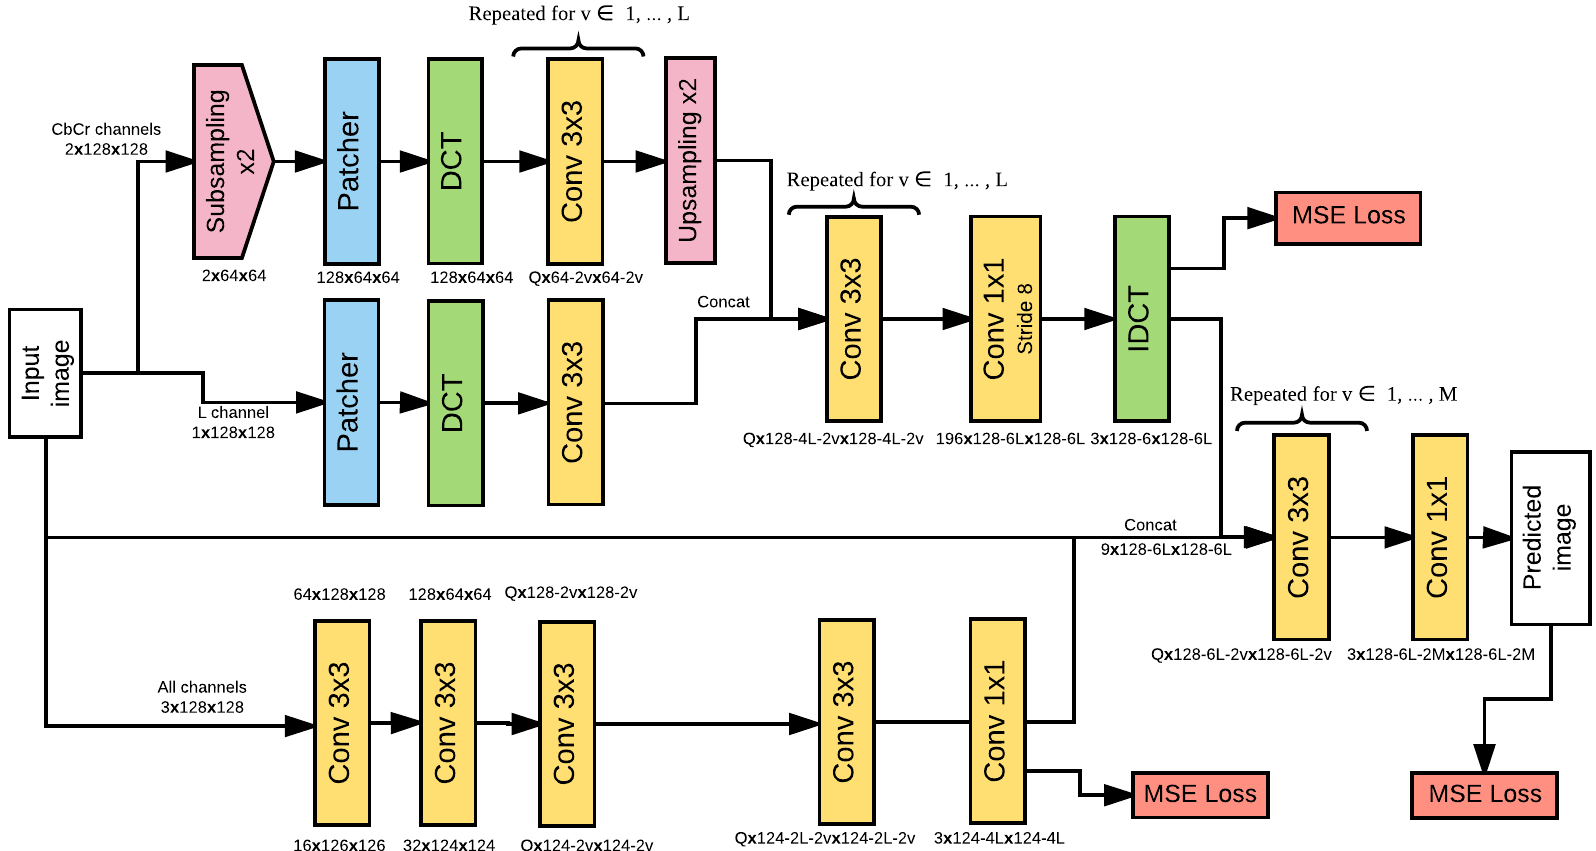 Repeated for v ∈ 1, ... , L
CbCr channels
2x128x128
Subsampling
x2
Patcher
DCT
Conv 3x3
Upsampling x2
2x64x64
128x64x64
128x64x64
Qx64-2vx64-2v
Repeated for v ∈ 1, ... , L
MSE Loss
Input
image
L channel
1x128x128
Patcher
DCT
Conv 3x3
Concat
Conv 3x3
Conv 1x1
Stride 8
IDCT
Qx128-4L-2vx128-4L-2v
196x128-6Lx128-6L
3x128-6x128-6L
Repeated for v ∈ 1, ... , M
Concat
9x128-6Lx128-6L
Conv 3x3
Conv 1x1
Predicted
image
Qx128-6L-2vx128-6L-2v
3x128-6L-2Mx128-6L-2M
64x128x128
128x64x64
Qx128-2vx128-2v
All channels
3x128x128
Conv 3x3
Conv 3x3
Conv 3x3
Conv 3x3
Conv 1x1
MSE Loss
MSE Loss
16x126x126
32x124x124
Qx124-2vx124-2v
Qx124-2L-2vx124-2L-2v
3x124-4Lx124-4L